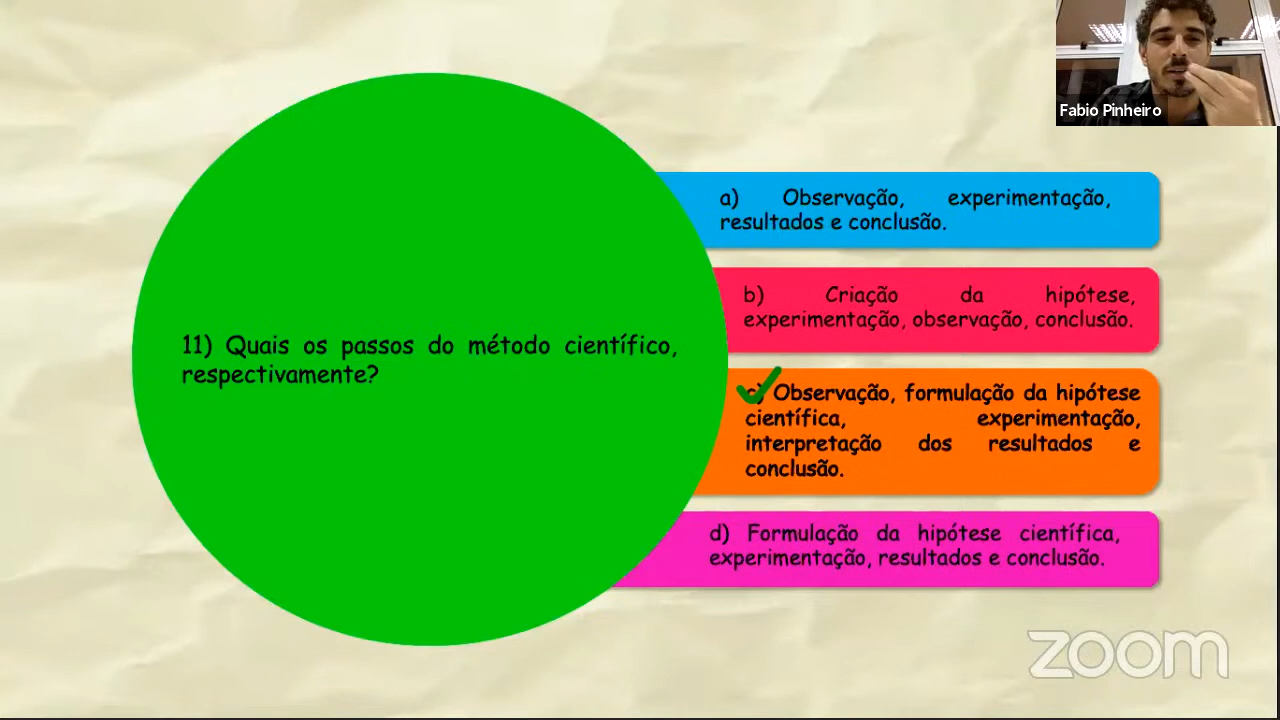 Fabio Pinheiro
11) Quais os passos do método científico,
respectivamente?
a) Observação, experimentação,
resultados e conclusão.
b) Criação da hipótese,
experimentação, observação, conclusão.
c) Observação, formulação da hipótese
científica, experimentação,
interpretação dos resultados e
conclusão.
d) Formulação da hipótese científica,
experimentação, resultados e conclusão.
zoom